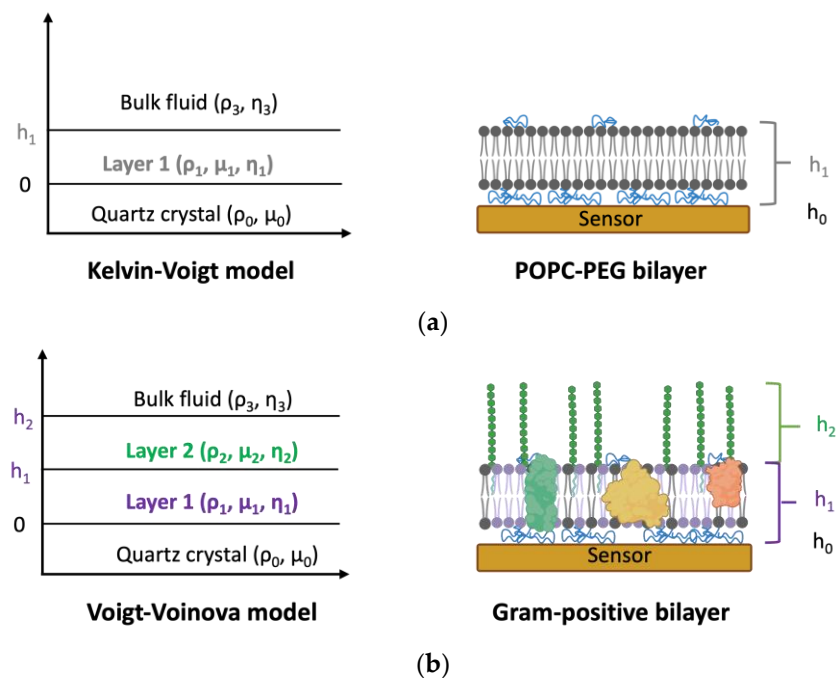 Bulk fluid (ρ₃, η₃)
h₁
Layer 1 (ρ₁, μ₁, η₁)
0
Quartz crystal (ρ₀, μ₀)
Kelvin-Voigt model
h₁
h₀
Sensor
POPC-PEG bilayer
(a)
Bulk fluid (ρ₃, η₃)
h₂
Layer 2 (ρ₂, μ₂, η₂)
h₁
Layer 1 (ρ₁, μ₁, η₁)
0
Quartz crystal (ρ₀, μ₀)
Voigt-Voinova model
h₂
h₁
h₀
Sensor
Gram-positive bilayer
(b)